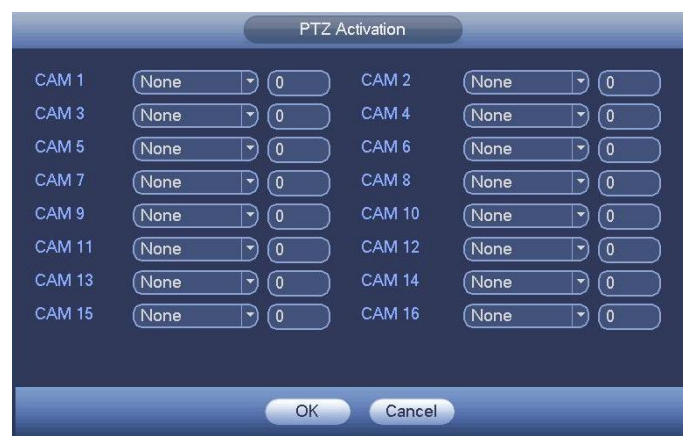 PTZ Activation
CAM 1 None 0 CAM 2 None 0
CAM 3 None 0 CAM 4 None 0
CAM 5 None 0 CAM 6 None 0
CAM 7 None 0 CAM 8 None 0
CAM 9 None 0 CAM 10 None 0
CAM 11 None 0 CAM 12 None 0
CAM 13 None 0 CAM 14 None 0
CAM 15 None 0 CAM 16 None 0
OK Cancel